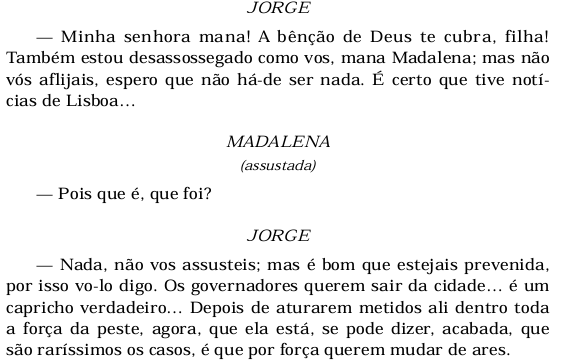 JORGE
— Minha senhora mana! A bênção de Deus te cubra, filha!
Também estou desassossegado como vos, mana Madalena; mas não
vós aflijais, espero que não há-de ser nada. É certo que tive notí-
cias de Lisboa...
MADALENA
(assustada)
— Pois que é, que foi?
JORGE
— Nada, não vos assusteis; mas é bom que estejais prevenida,
por isso vo-lo digo. Os governadores querem sair da cidade... é um
capricho verdadeiro... Depois de aturarem metidos ali dentro toda
a força da peste, agora, que ela está, se pode dizer, acabada, que
são raríssimos os casos, é que por força querem mudar de ares.